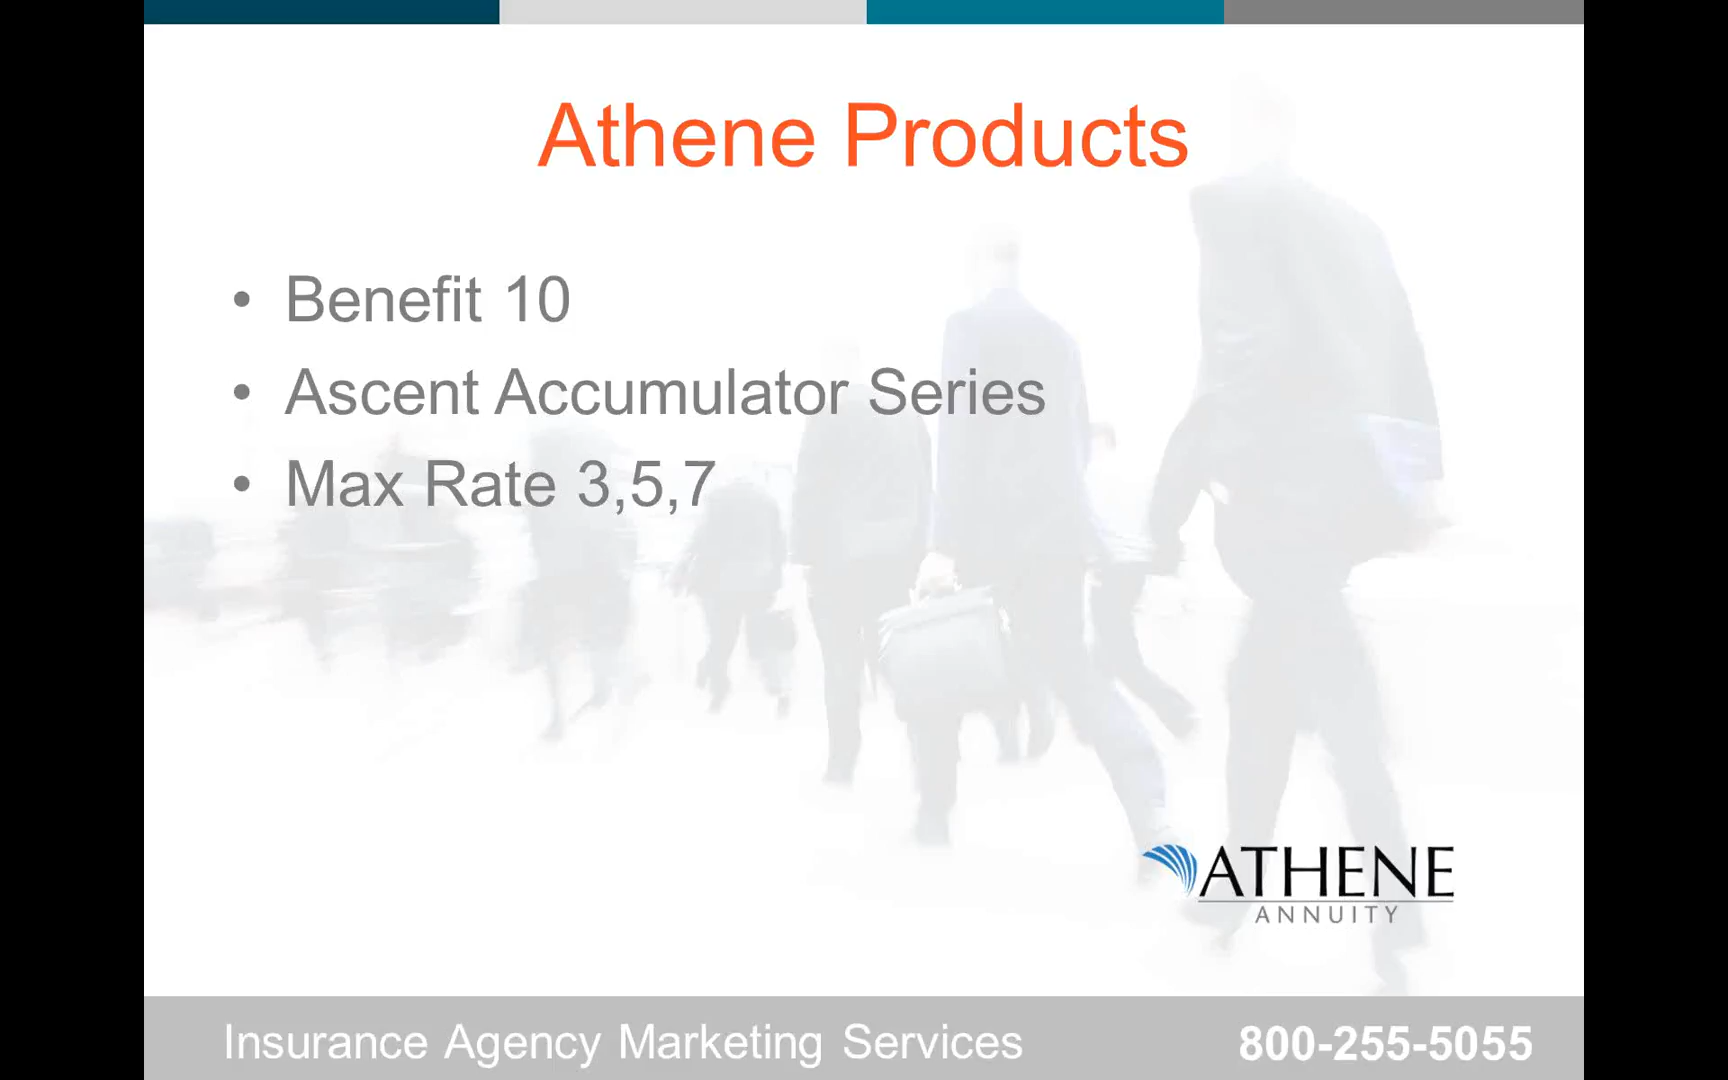 Athene Products
• Benefit 10
• Ascent Accumulator Series
• Max Rate 3,5,7
ATHENE
ANNUITY
Insurance Agency Marketing Services 800-255-5055